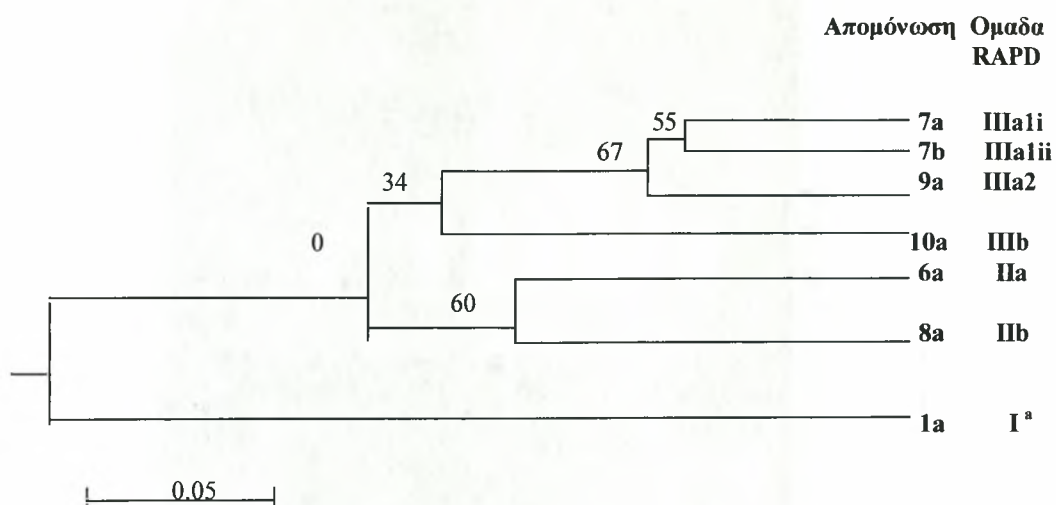 Απομόνωση Ομαδα
RAPD
55 7a IIIa1i
67 7b IIIa1ii
34 9a IIIa2
0 10a IIIb
6a IIa
60
8a IIb
1a I a
0.05